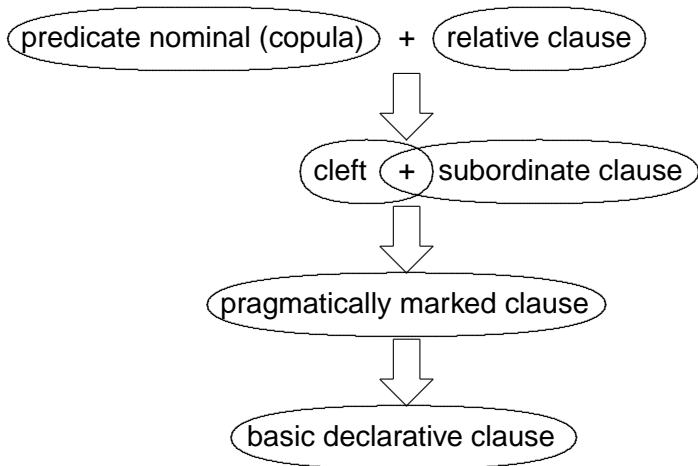 predicate nominal (copula) + relative clause
cleft + subordinate clause
pragmatically marked clause
basic declarative clause